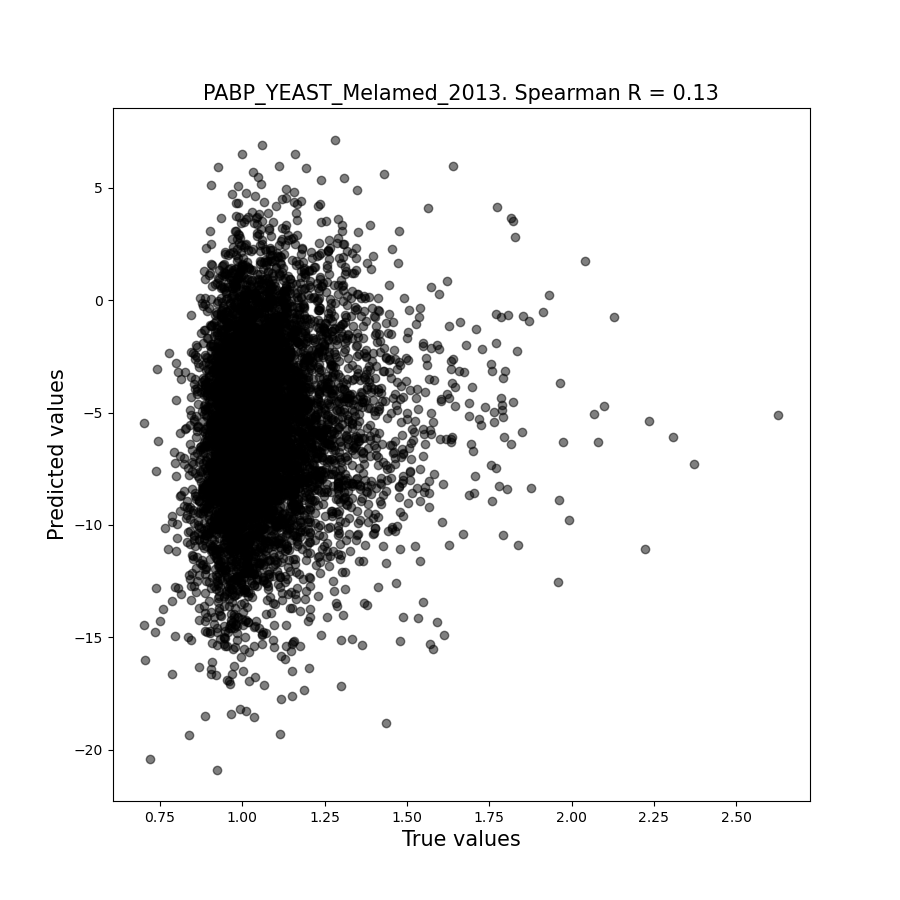 PABP_YEAST_Melamed_2013. Spearman R = 0.13
Predicted values
5
0
−5
−10
−15
−20
0.75 1.00 1.25 1.50 1.75 2.00 2.25 2.50
True values